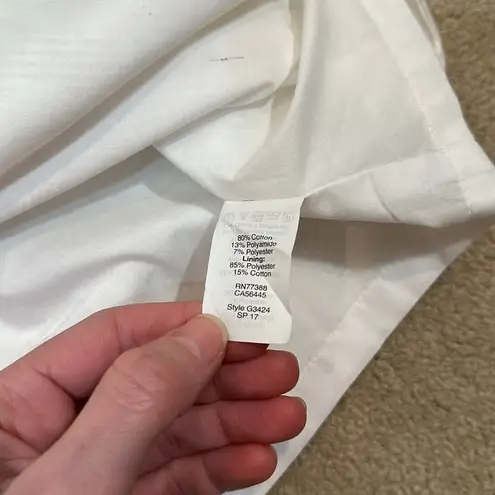 80% Cotton
13% Polyamide
7% Polyester
Lining:
85% Polyester
15% Cotton
RN77388
CA56445
Style G3424
SP 17